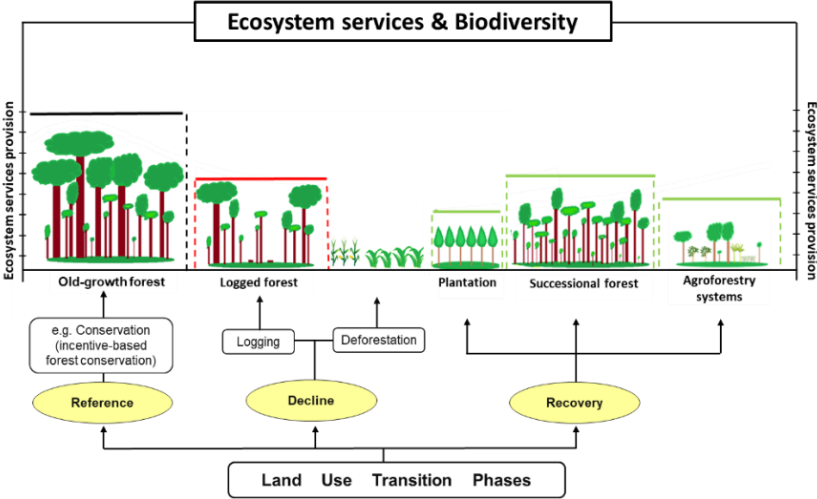 Ecosystem services & Biodiversity
Ecosystem services provision
Ecosystem services provision
Old-growth forest
Logged forest
Plantation
Successional forest
Agroforestry
systems
e.g. Conservation
(incentive-based
forest conservation)
Logging
Deforestation
Reference
Decline
Recovery
Land Use Transition Phases